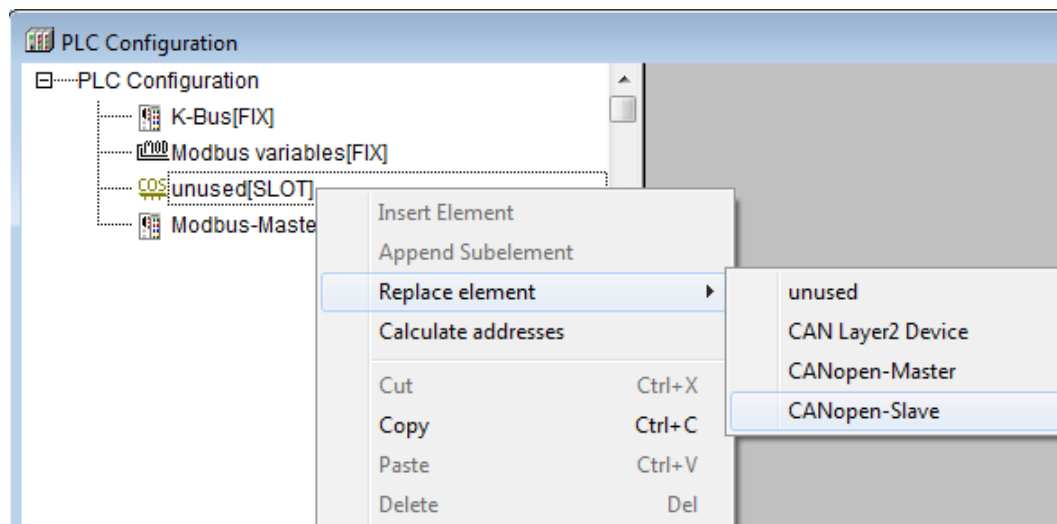 PLC Configuration
PLC Configuration
K-Bus[FIX]
Modbus variables[FIX]
unused[SLOT]
Modbus-Maste
Insert Element
Append Subelement
Replace element
Calculate addresses
Cut Ctrl+X
Copy Ctrl+C
Paste Ctrl+V
Delete Del
unused
CAN Layer2 Device
CANopen-Master
CANopen-Slave